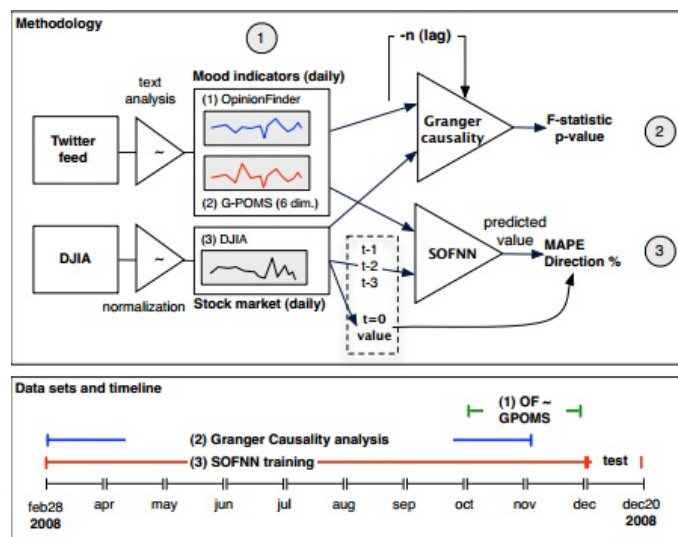 Methodology
1
-n (lag)
text
analysis
Mood indicators (daily)
(1) OpinionFinder
Twitter
feed
~
(2) G-POMS (6 dim.)
Granger
causality
F-statistic
p-value
2
DJIA
~
normalization
(3) DJIA
Stock market (daily)
t-1
t-2
t-3
t=0
value
SOFNN
predicted
value
MAPE
Direction %
3
Data sets and timeline
(1) OF ~
GPOMS
(2) Granger Causality analysis
(3) SOFNN training
test
feb28 apr may jun jul aug sep oct nov dec dec20
2008 2008